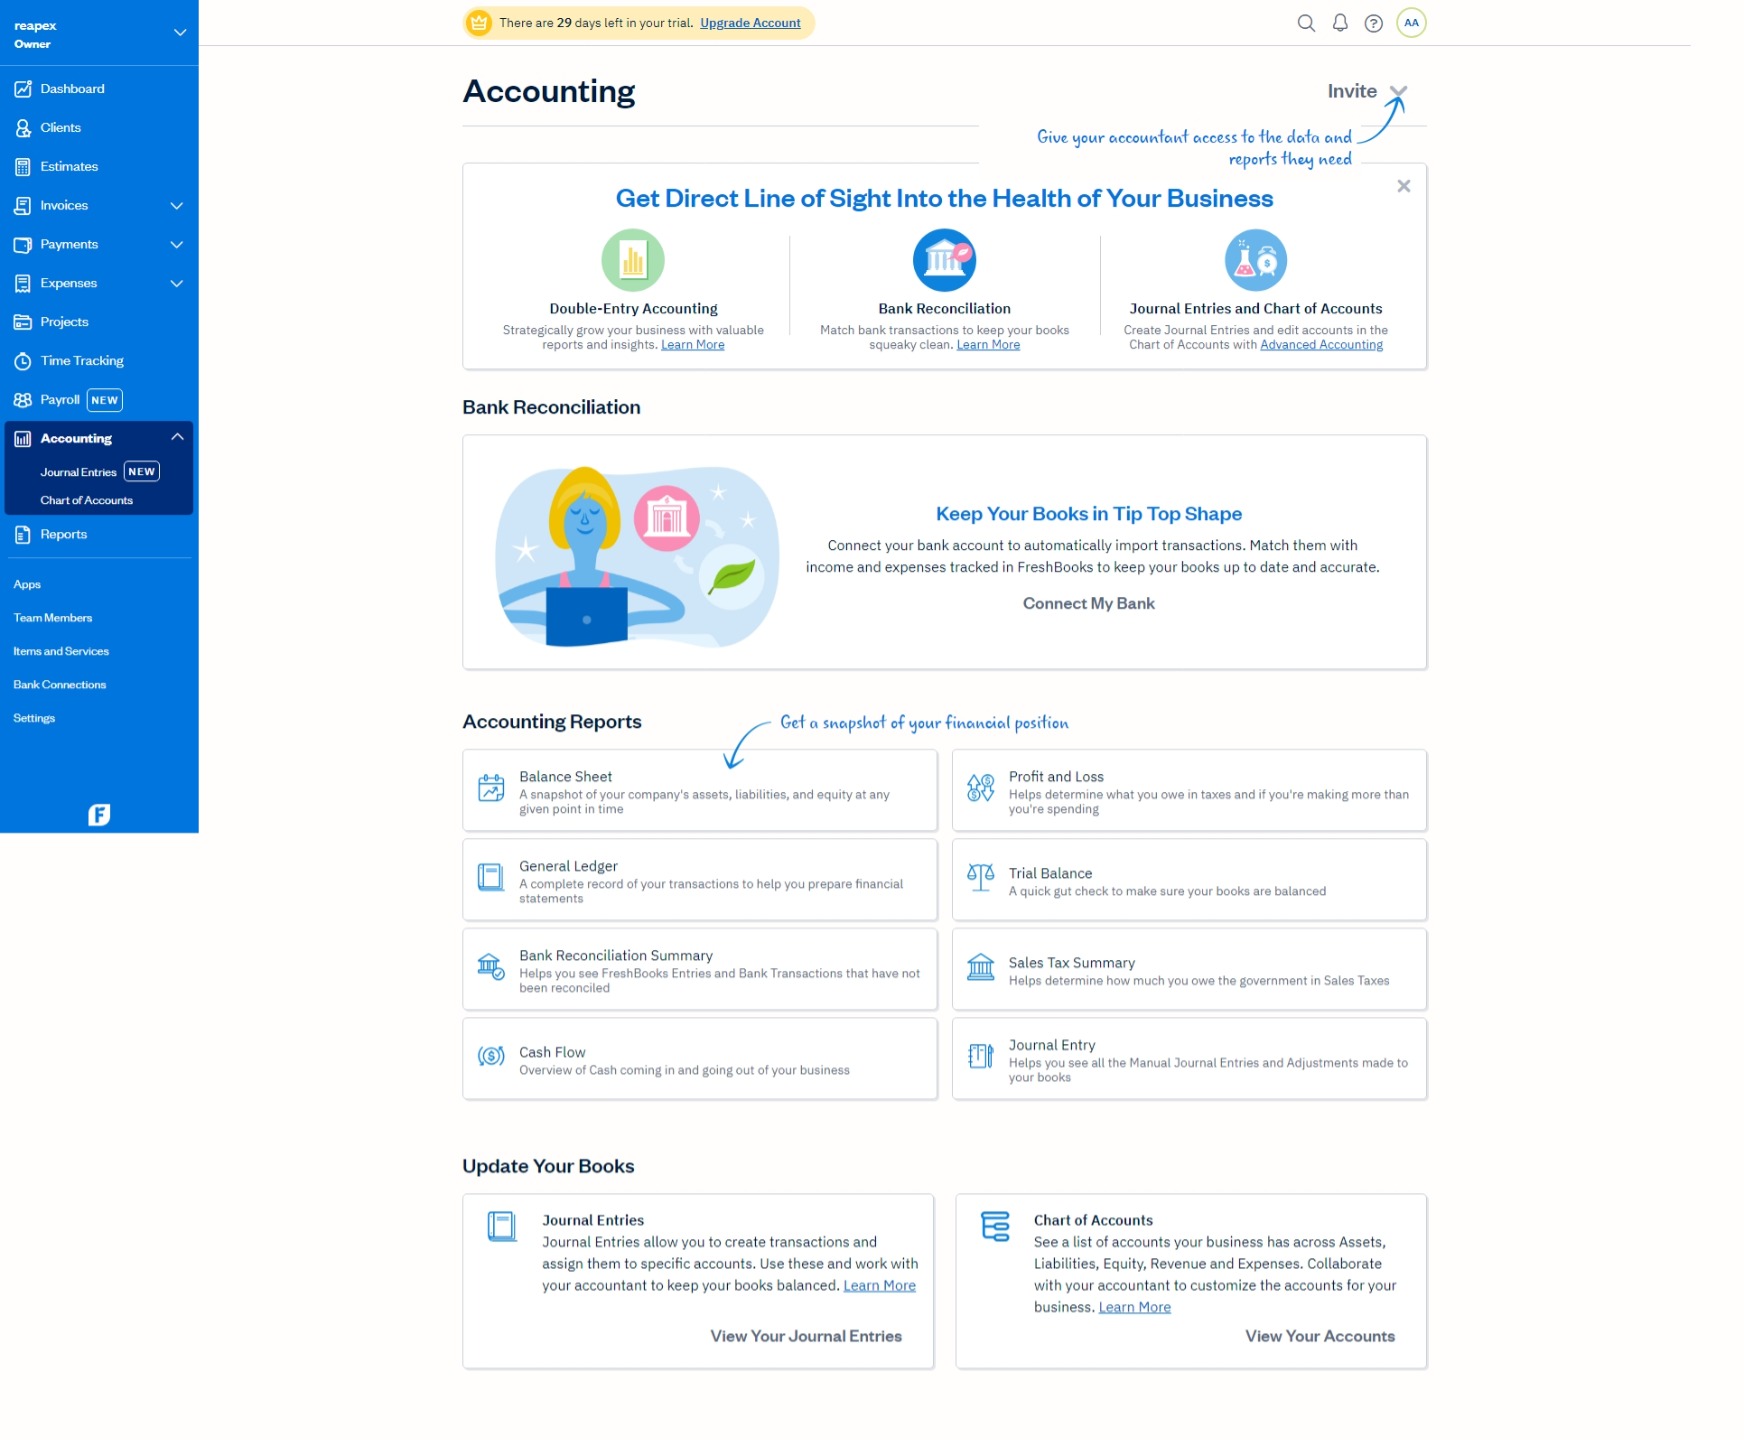 reapex
Owner
Dashboard
Clients
Estimates
Invoices
Payments
Expenses
Projects
Time Tracking
Payroll NEW
Accounting
Journal Entries NEW
Chart of Accounts
Reports
Apps
Team Members
Items and Services
Bank Connections
Settings
F
There are 29 days left in your trial. Upgrade Account
?
AA
Accounting
Invite
Give your accountant access to the data and
reports they need
Get Direct Line of Sight Into the Health of Your Business
Double-Entry Accounting
Strategically grow your business with valuable
reports and insights. Learn More
Bank Reconciliation
Match bank transactions to keep your books
squeaky clean. Learn More
$
Journal Entries and Chart of Accounts
Create Journal Entries and edit accounts in the
Chart of Accounts with Advanced Accounting
Bank Reconciliation
Keep Your Books in Tip Top Shape
Connect your bank account to automatically import transactions. Match them with
income and expenses tracked in FreshBooks to keep your books up to date and accurate.
Connect My Bank
Accounting Reports
Get a snapshot of your financial position
Balance Sheet
A snapshot of your company's assets, liabilities, and equity at any
given point in time
Profit and Loss
Helps determine what you owe in taxes and if you're making more than
you're spending
General Ledger
A complete record of your transactions to help you prepare financial
statements
Trial Balance
A quick gut check to make sure your books are balanced
Bank Reconciliation Summary
Helps you see FreshBooks Entries and Bank Transactions that have not
been reconciled
Sales Tax Summary
Helps determine how much you owe the government in Sales Taxes
Cash Flow
Overview of Cash coming in and going out of your business
Journal Entry
Helps you see all the Manual Journal Entries and Adjustments made to
your books
Update Your Books
Journal Entries
Journal Entries allow you to create transactions and
assign them to specific accounts. Use these and work with
your accountant to keep your books balanced. Learn More
View Your Journal Entries
Chart of Accounts
See a list of accounts your business has across Assets,
Liabilities, Equity, Revenue and Expenses. Collaborate
with your accountant to customize the accounts for your
business. Learn More
View Your Accounts